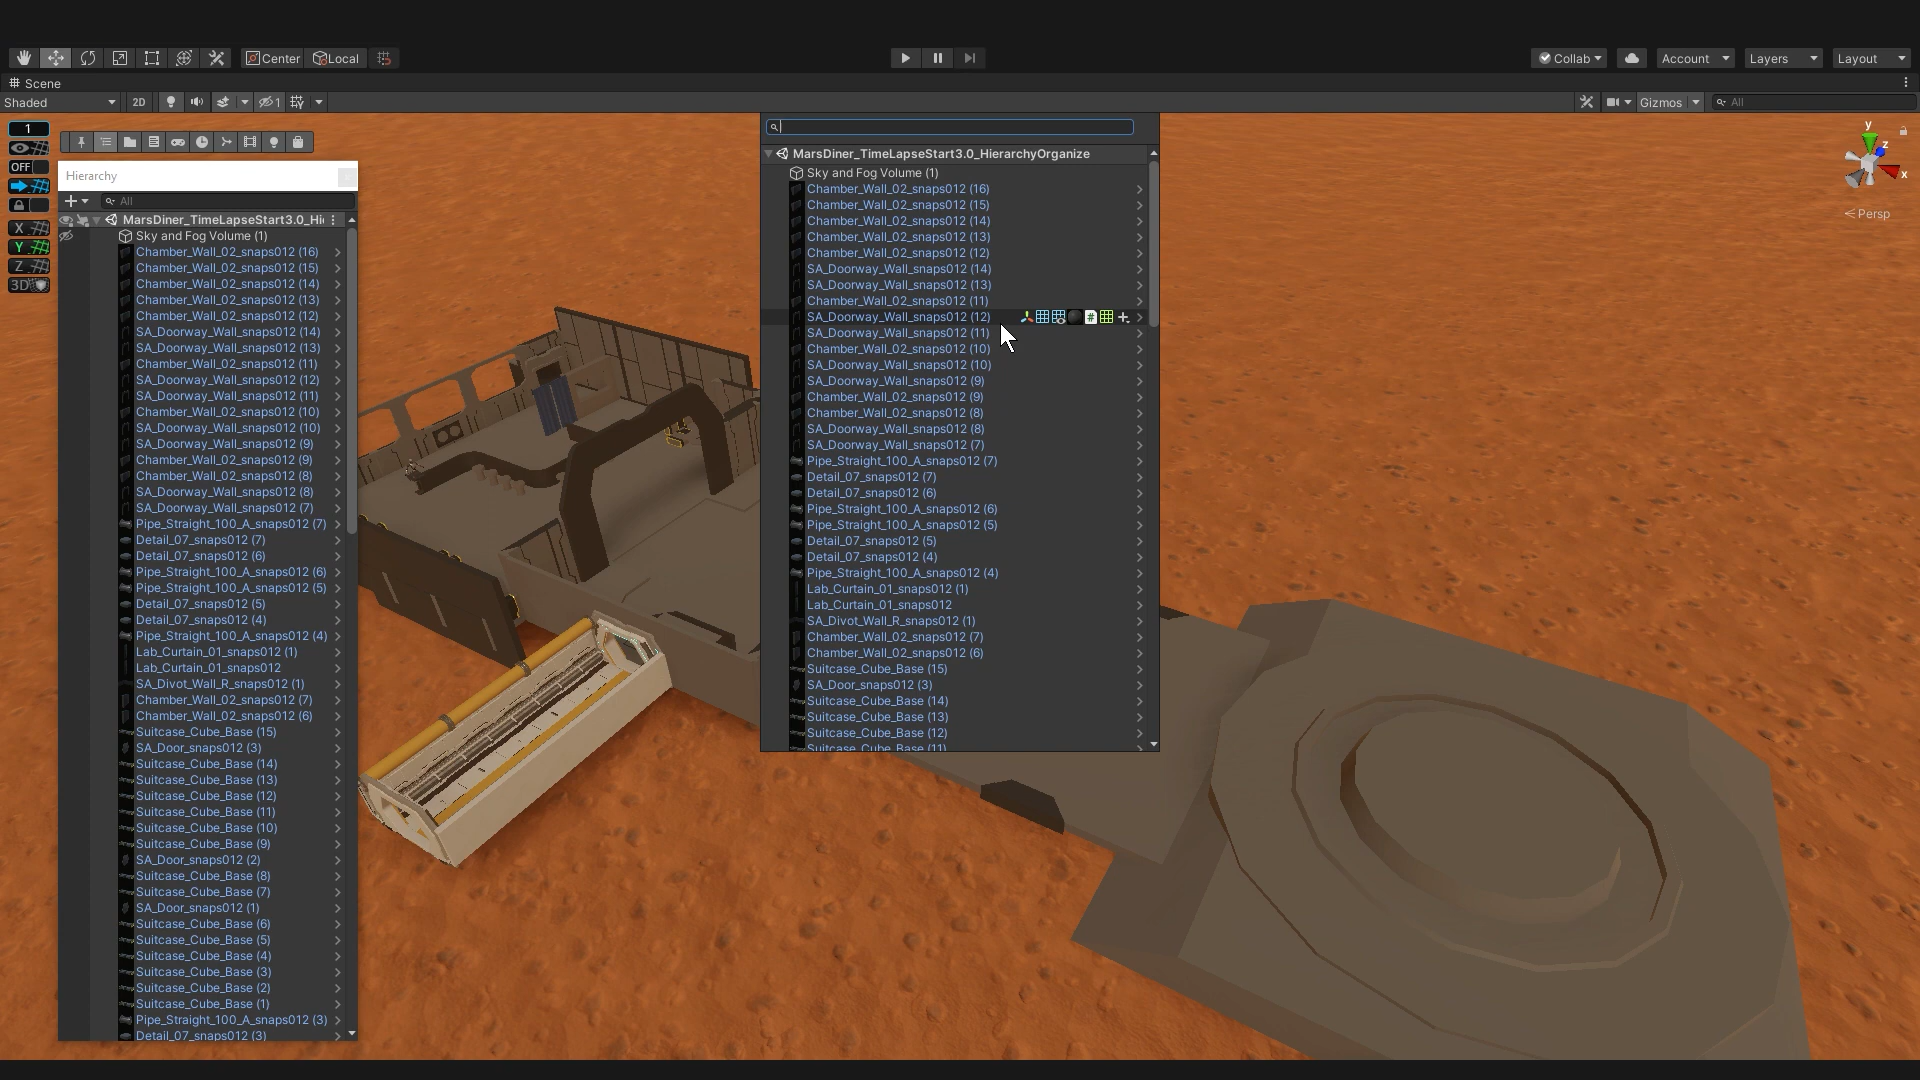 Center
Local
Collab
Account
Layers
Layout
Scene
Shaded
2D
1
Gizmos
All
1
OFF
X
Y
Z
3D
Hierarchy
All
MarsDiner_TimeLapseStart3.0_Hi
Sky and Fog Volume (1)
Chamber_Wall_02_snaps012 (16)
Chamber_Wall_02_snaps012 (15)
Chamber_Wall_02_snaps012 (14)
Chamber_Wall_02_snaps012 (13)
Chamber_Wall_02_snaps012 (12)
SA_Doorway_Wall_snaps012 (14)
SA_Doorway_Wall_snaps012 (13)
Chamber_Wall_02_snaps012 (11)
SA_Doorway_Wall_snaps012 (12)
SA_Doorway_Wall_snaps012 (11)
Chamber_Wall_02_snaps012 (10)
SA_Doorway_Wall_snaps012 (10)
SA_Doorway_Wall_snaps012 (9)
Chamber_Wall_02_snaps012 (9)
Chamber_Wall_02_snaps012 (8)
SA_Doorway_Wall_snaps012 (8)
SA_Doorway_Wall_snaps012 (7)
Pipe_Straight_100_A_snaps012 (7)
Detail_07_snaps012 (7)
Detail_07_snaps012 (6)
Pipe_Straight_100_A_snaps012 (6)
Pipe_Straight_100_A_snaps012 (5)
Detail_07_snaps012 (5)
Detail_07_snaps012 (4)
Pipe_Straight_100_A_snaps012 (4)
Lab_Curtain_01_snaps012 (1)
Lab_Curtain_01_snaps012
SA_Divot_Wall_R_snaps012 (1)
Chamber_Wall_02_snaps012 (7)
Chamber_Wall_02_snaps012 (6)
Suitcase_Cube_Base (15)
SA_Door_snaps012 (3)
Suitcase_Cube_Base (14)
Suitcase_Cube_Base (13)
Suitcase_Cube_Base (12)
Suitcase_Cube_Base (11)
Suitcase_Cube_Base (10)
Suitcase_Cube_Base (9)
SA_Door_snaps012 (2)
Suitcase_Cube_Base (8)
Suitcase_Cube_Base (7)
SA_Door_snaps012 (1)
Suitcase_Cube_Base (6)
Suitcase_Cube_Base (5)
Suitcase_Cube_Base (4)
Suitcase_Cube_Base (3)
Suitcase_Cube_Base (2)
Suitcase_Cube_Base (1)
Pipe_Straight_100_A_snaps012 (3)
Detail_07_snaps012 (3)
MarsDiner_TimeLapseStart3.0_HierarchyOrganize
Sky and Fog Volume (1)
Chamber_Wall_02_snaps012 (16)
Chamber_Wall_02_snaps012 (15)
Chamber_Wall_02_snaps012 (14)
Chamber_Wall_02_snaps012 (13)
Chamber_Wall_02_snaps012 (12)
SA_Doorway_Wall_snaps012 (14)
SA_Doorway_Wall_snaps012 (13)
Chamber_Wall_02_snaps012 (11)
SA_Doorway_Wall_snaps012 (12)
SA_Doorway_Wall_snaps012 (11)
Chamber_Wall_02_snaps012 (10)
SA_Doorway_Wall_snaps012 (10)
SA_Doorway_Wall_snaps012 (9)
Chamber_Wall_02_snaps012 (9)
Chamber_Wall_02_snaps012 (8)
SA_Doorway_Wall_snaps012 (8)
SA_Doorway_Wall_snaps012 (7)
Pipe_Straight_100_A_snaps012 (7)
Detail_07_snaps012 (7)
Detail_07_snaps012 (6)
Pipe_Straight_100_A_snaps012 (6)
Pipe_Straight_100_A_snaps012 (5)
Detail_07_snaps012 (5)
Detail_07_snaps012 (4)
Pipe_Straight_100_A_snaps012 (4)
Lab_Curtain_01_snaps012 (1)
Lab_Curtain_01_snaps012
SA_Divot_Wall_R_snaps012 (1)
Chamber_Wall_02_snaps012 (7)
Chamber_Wall_02_snaps012 (6)
Suitcase_Cube_Base (15)
SA_Door_snaps012 (3)
Suitcase_Cube_Base (14)
Suitcase_Cube_Base (13)
Suitcase_Cube_Base (12)
Suitcase_Cube_Base (11)
y
z
x
Persp